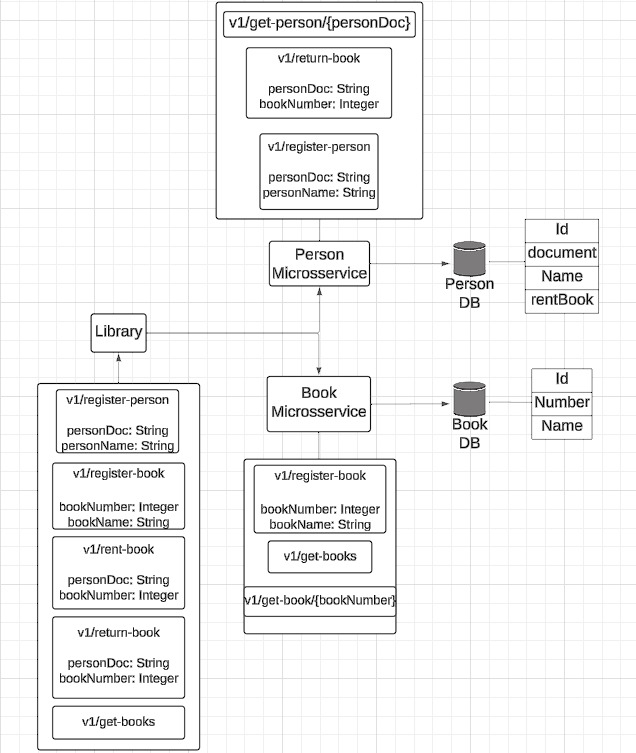 v1/get-person/{personDoc}
v1/return-book
personDoc: String
bookNumber: Integer
v1/register-person
personDoc: String
personName: String
Person
Microsservice
Person
DB
Id
document
Name
rentBook
Library
Book
Microsservice
Book
DB
Id
Number
Name
v1/register-person
personDoc: String
personName: String
v1/register-book
bookNumber: Integer
bookName: String
v1/rent-book
personDoc: String
bookNumber: Integer
v1/return-book
personDoc: String
bookNumber: Integer
v1/get-books
v1/register-book
bookNumber: Integer
bookName: String
v1/get-books
v1/get-book/{bookNumber}